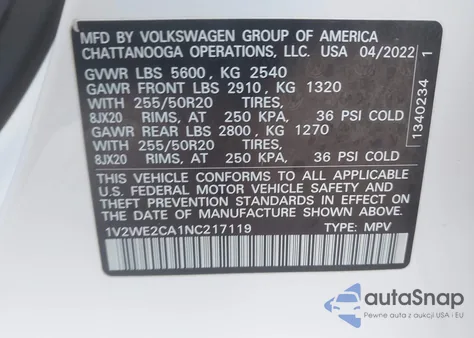 MFD BY VOLKSWAGEN GROUP OF AMERICA
CHATTANOOGA OPERATIONS, LLC. USA 04/2022
GVWR LBS 5600, KG 2540
GAWR FRONT LBS 2910, KG 1320
WITH 255/50R20 TIRES,
8JX20 RIMS, AT 250 KPA, 36 PSI COLD
GAWR REAR LBS 2800, KG 1270
WITH 255/50R20 TIRES,
8JX20 RIMS, AT 250 KPA, 36 PSI COLD
THIS VEHICLE CONFORMS TO ALL APPLICABLE
U.S. FEDERAL MOTOR VEHICLE SAFETY AND
THEFT PREVENTION STANDARDS IN EFFECT ON
THE DATE OF MANUFACTURE SHOWN ABOVE.
1V2WE2CA1NC217119 TYPE: MPV
1340234 1
autoSnap
Pewne auta z aukcji USA i EU